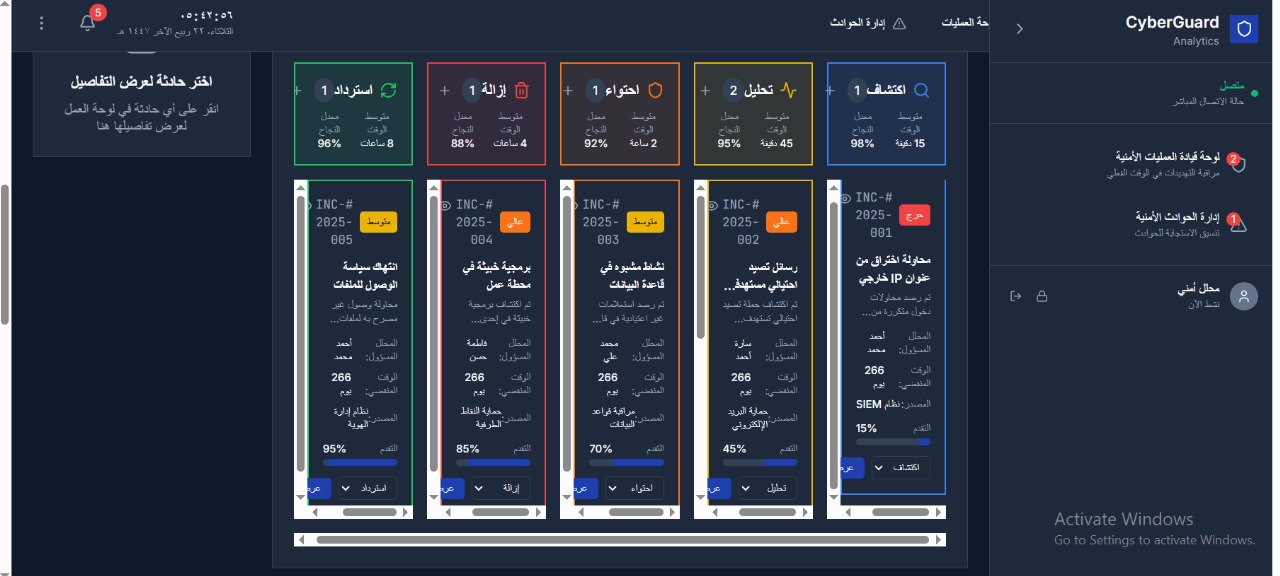 CyberGuard
Analytics
متصل
حالة الاتصال المباشر
2
لوحة قيادة العمليات الأمنية
مراقبة التهديدات في الوقت الفعلي
1
إدارة الحوادث الأمنية
تنسيق الاستجابة للحوادث
محلل أمني
نشط الآن
حة العمليات
إدارة الحوادث
٠٥:٤٢:٥٦
الثلاثاء، ٢٢ ربيع الآخر ١٤٤٧ هـ
5
اكتشاف 1 +
متوسط الوقت
15 دقيقة
معدل النجاح
98%
تحليل 2 +
متوسط الوقت
45 دقيقة
معدل النجاح
95%
احتواء 1 +
متوسط الوقت
2 ساعة
معدل النجاح
92%
إزالة 1 +
متوسط الوقت
4 ساعات
معدل النجاح
88%
استرداد 1 +
متوسط الوقت
8 ساعات
معدل النجاح
96%
حرج
INC-#
2025-
001
محاولة اختراق من
عنوان IP خارجي
تم رصد محاولات
دخول متكررة من...
المحلل المسؤول:
أحمد محمد
الوقت المنقضي:
266 يوم
المصدر: نظام SIEM
التقدم 15%
اكتشاف
عر
عالي
INC-#
2025-
002
رسائل تصيد
احتيالي مستهدف...
تم اكتشاف حملة تصيد
احتيالي تستهدف...
المحلل المسؤول:
سارة أحمد
الوقت المنقضي:
266 يوم
المصدر: حماية البريد الإلكتروني
التقدم 45%
تحليل
عر
متوسط
INC-#
2025-
003
نشاط مشبوه في
قاعدة البيانات
تم رصد استعلامات
غير اعتيادية في قا...
المحلل المسؤول:
محمد علي
الوقت المنقضي:
266 يوم
المصدر: مراقبة قواعد البيانات
التقدم 70%
احتواء
عر
عالي
INC-#
2025-
004
برمجية خبيثة في
محطة عمل
تم اكتشاف برمجية
خبيثة في إحدى...
المحلل المسؤول:
فاطمة حسن
الوقت المنقضي:
266 يوم
المصدر: حماية النقاط الطرفية
التقدم 85%
إزالة
عر
متوسط
INC-#
2025-
005
انتهاك سياسة
الوصول للملفات
محاولة وصول غير
مصرح به لملفات...
المحلل المسؤول:
أحمد محمد
الوقت المنقضي:
266 يوم
المصدر: نظام إدارة الهوية
التقدم 95%
استرداد
عر
اختر حادثة لعرض التفاصيل
انقر على أي حادثة في لوحة العمل
لعرض تفاصيلها هنا
Activate Windows
Go to Settings to activate Windows.